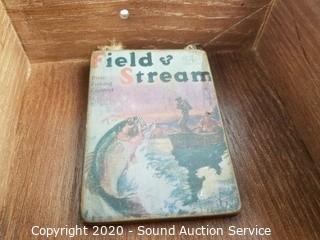 Field &
Stream
Copyright 2020 - Sound Auction Service